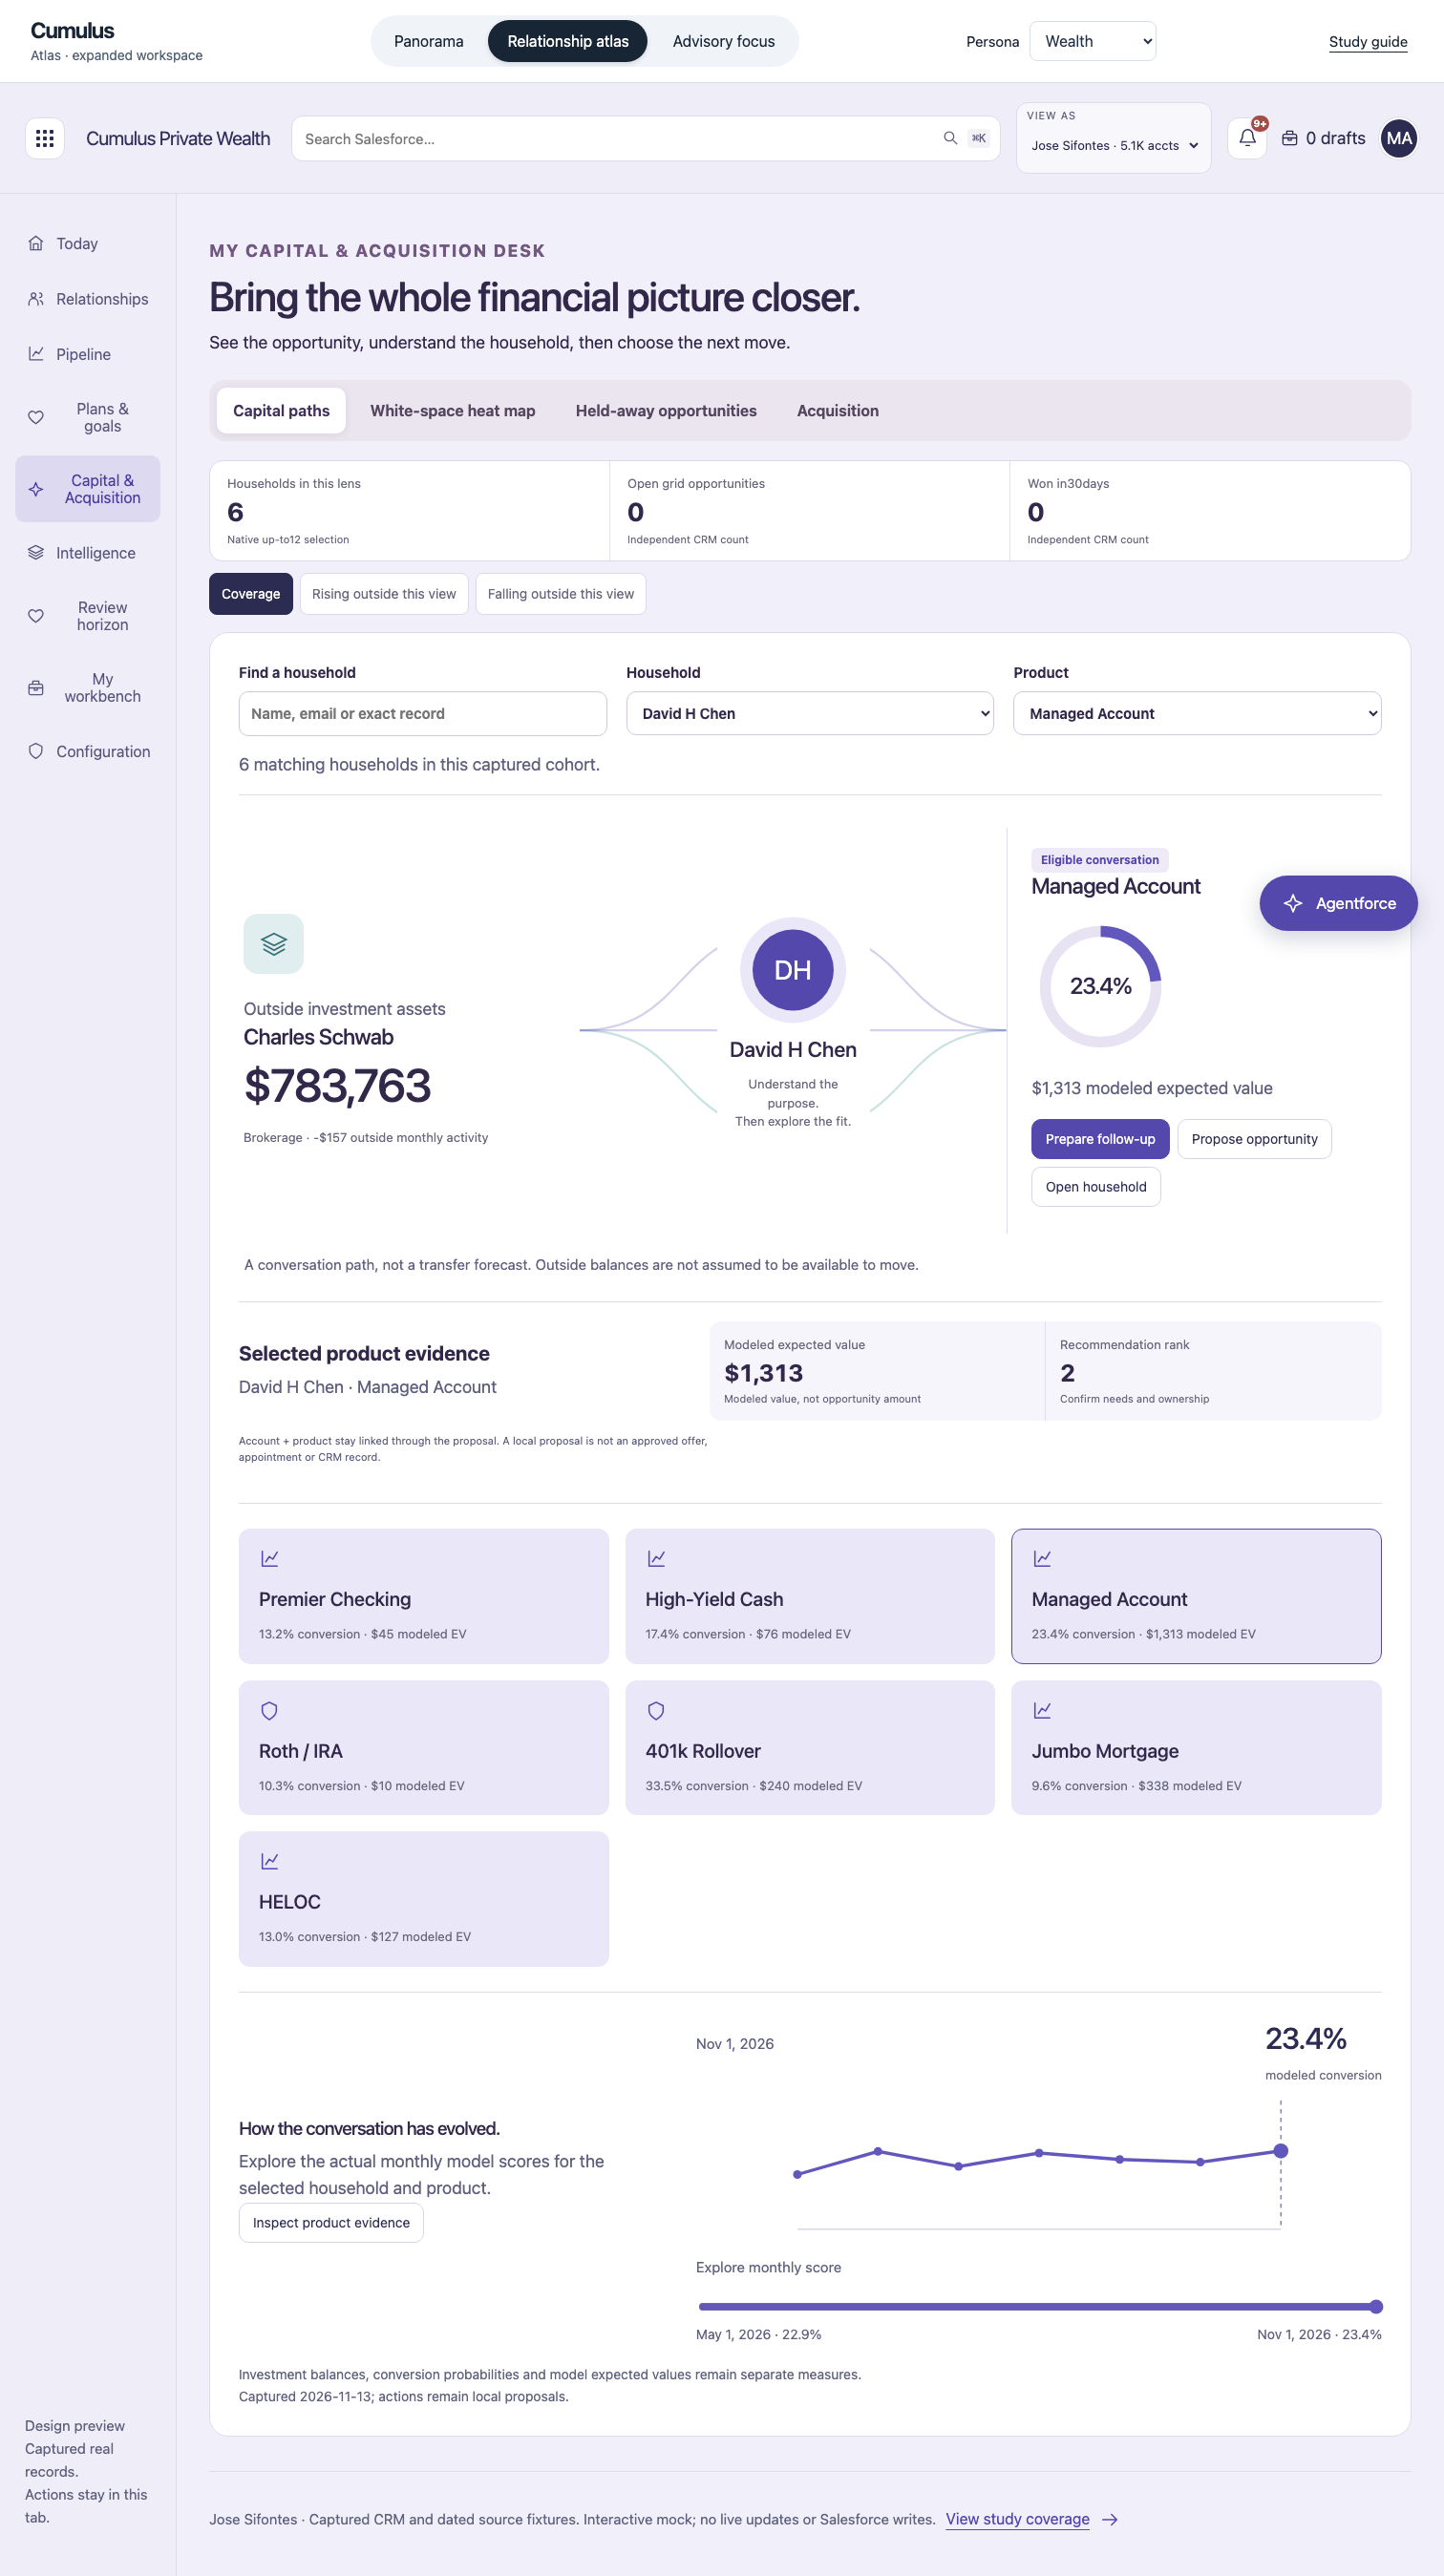 Cumulus
Atlas · expanded workspace
Panorama
Relationship atlas
Advisory focus
Persona
Wealth
Study guide
Cumulus Private Wealth
Search Salesforce...
⌘K
VIEW AS
Jose Sifontes · 5.1K accts
9+
0 drafts
MA
Today
Relationships
Pipeline
Plans &
goals
Capital &
Acquisition
Intelligence
Review
horizon
My
workbench
Configuration
MY CAPITAL & ACQUISITION DESK
Bring the whole financial picture closer.
See the opportunity, understand the household, then choose the next move.
Capital paths
White-space heat map
Held-away opportunities
Acquisition
Households in this lens
6
Native up-to12 selection
Open grid opportunities
0
Independent CRM count
Won in30days
0
Independent CRM count
Coverage
Rising outside this view
Falling outside this view
Find a household
Name, email or exact record
Household
David H Chen
Product
Managed Account
6 matching households in this captured cohort.
Outside investment assets
Charles Schwab
$783,763
Brokerage · -$157 outside monthly activity
DH
David H Chen
Understand the
purpose.
Then explore the fit.
Eligible conversation
Managed Account
23.4%
$1,313 modeled expected value
Prepare follow-up
Propose opportunity
Open household
Agentforce
A conversation path, not a transfer forecast. Outside balances are not assumed to be available to move.
Selected product evidence
David H Chen · Managed Account
Modeled expected value
$1,313
Modeled value, not opportunity amount
Recommendation rank
2
Confirm needs and ownership
Account + product stay linked through the proposal. A local proposal is not an approved offer,
appointment or CRM record.
Premier Checking
13.2% conversion · $45 modeled EV
High-Yield Cash
17.4% conversion · $76 modeled EV
Managed Account
23.4% conversion · $1,313 modeled EV
Roth / IRA
10.3% conversion · $10 modeled EV
401k Rollover
33.5% conversion · $240 modeled EV
Jumbo Mortgage
9.6% conversion · $338 modeled EV
HELOC
13.0% conversion · $127 modeled EV
How the conversation has evolved.
Explore the actual monthly model scores for the
selected household and product.
Inspect product evidence
Nov 1, 2026
23.4%
modeled conversion
Explore monthly score
May 1, 2026 · 22.9%
Nov 1, 2026 · 23.4%
Investment balances, conversion probabilities and model expected values remain separate measures.
Captured 2026-11-13; actions remain local proposals.
Design preview
Captured real
records.
Actions stay in this
tab.
Jose Sifontes · Captured CRM and dated source fixtures. Interactive mock; no live updates or Salesforce writes.
View study coverage